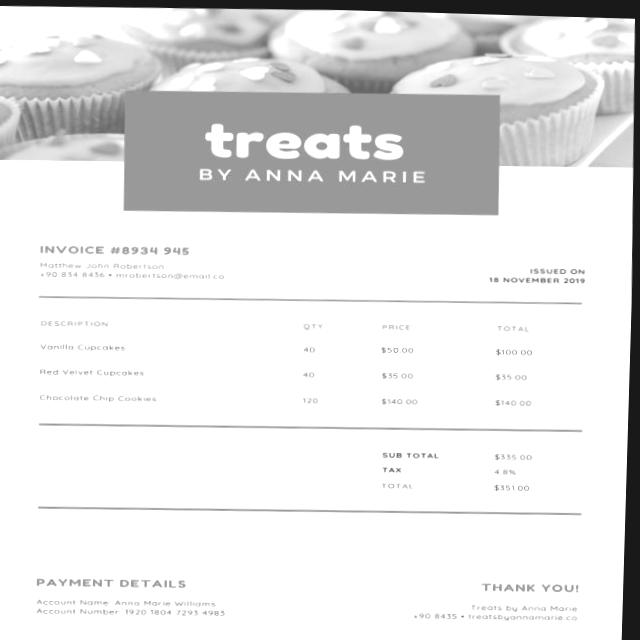 treats
BY ANNA MARIE
INVOICE #8934 945
Matthew John Robertson
+90 834 8436 • mrobertson@email.co
ISSUED ON
18 NOVEMBER 2019
DESCRIPTION QTY PRICE TOTAL
Vanilla Cupcakes 40 $50.00 $100.00
Red Velvet Cupcakes 40 $35.00 $35.00
Chocolate Chip Cookies 120 $140.00 $140.00
SUB TOTAL $335.00
TAX 4.8%
TOTAL $351.00
PAYMENT DETAILS
Account Name: Anna Marie Williams
Account Number: 1920 1804 7293 4983
THANK YOU!
Treats by Anna Marie
+90 8435 • treatsbyannamarie.co